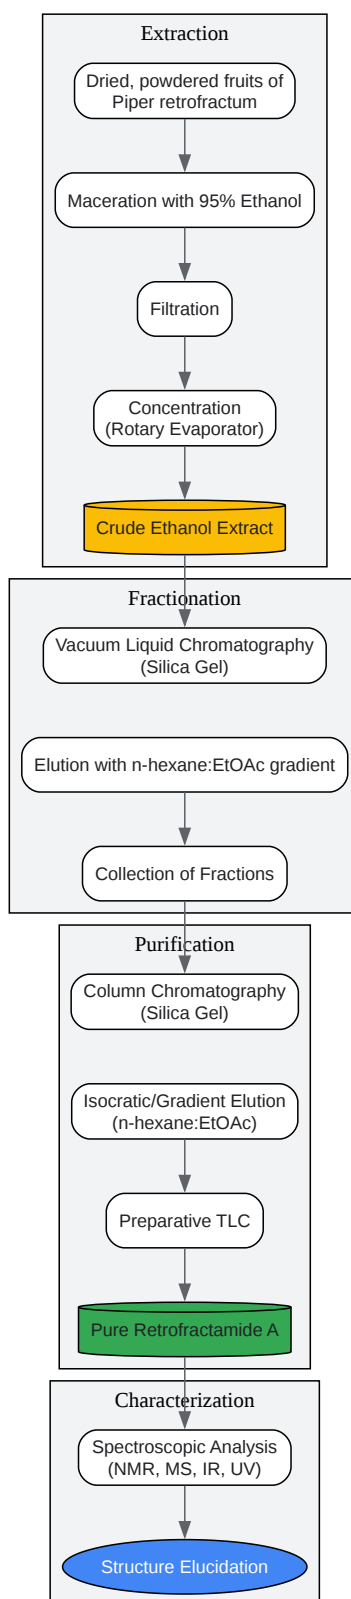 Extraction
Dried, powdered fruits of
Piper retrofractum
Maceration with 95% Ethanol
Filtration
Concentration
(Rotary Evaporator)
Crude Ethanol Extract
Fractionation
Vacuum Liquid Chromatography
(Silica Gel)
Elution with n-hexane:EtOAc gradient
Collection of Fractions
Purification
Column Chromatography
(Silica Gel)
Isocratic/Gradient Elution
(n-hexane:EtOAc)
Preparative TLC
Pure Retrofractamide A
Characterization
Spectroscopic Analysis
(NMR, MS, IR, UV)
Structure Elucidation